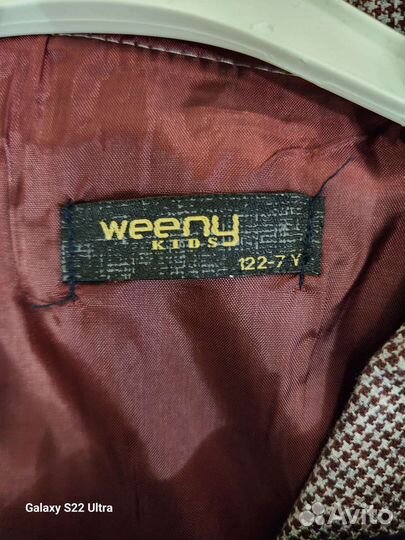 weeny
KIDS
122-7 Y
Galaxy S22 Ultra
Avito